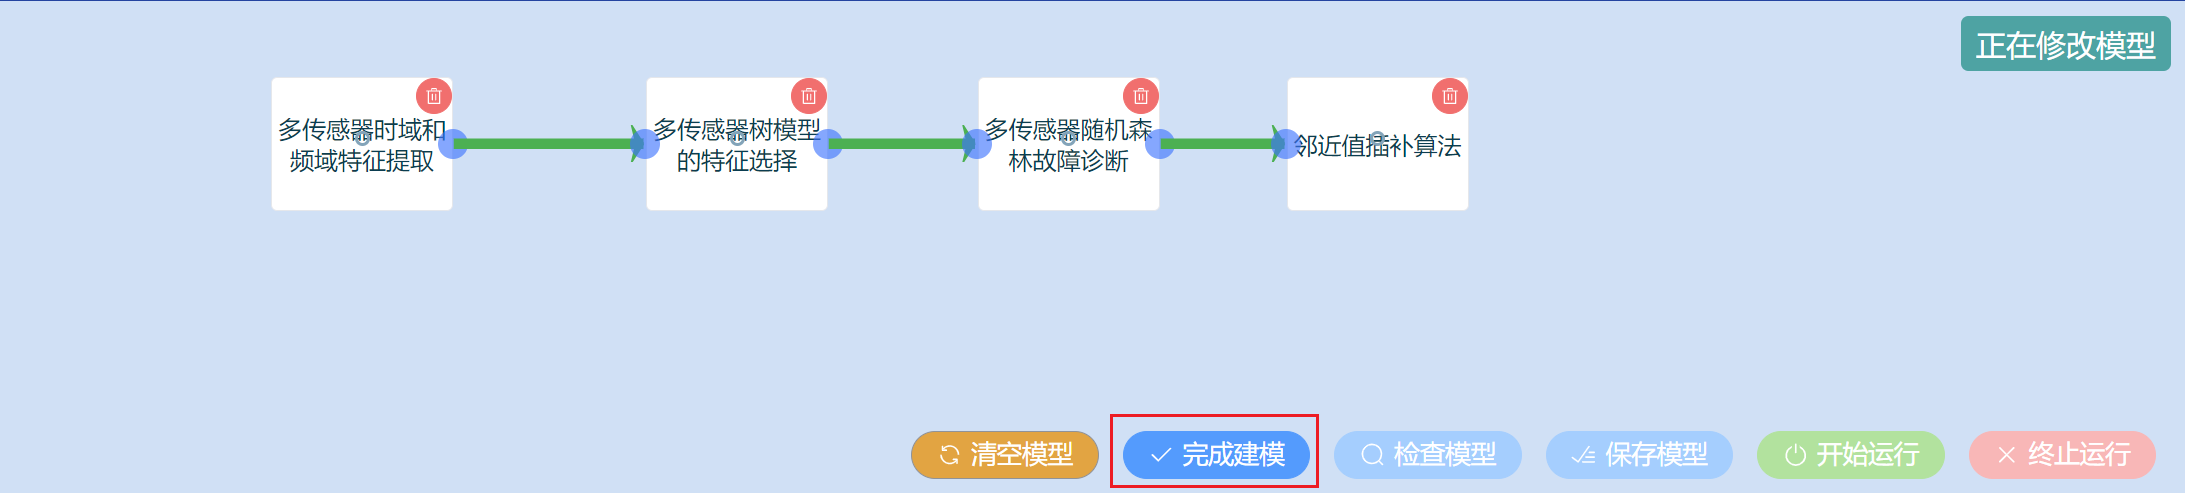 正在修改模型
多传感器时域和
频域特征提取
多传感器树模型
的特征选择
多传感器随机森
林故障诊断
邻近值插补算法
清空模型
完成建模
检查模型
保存模型
开始运行
终止运行